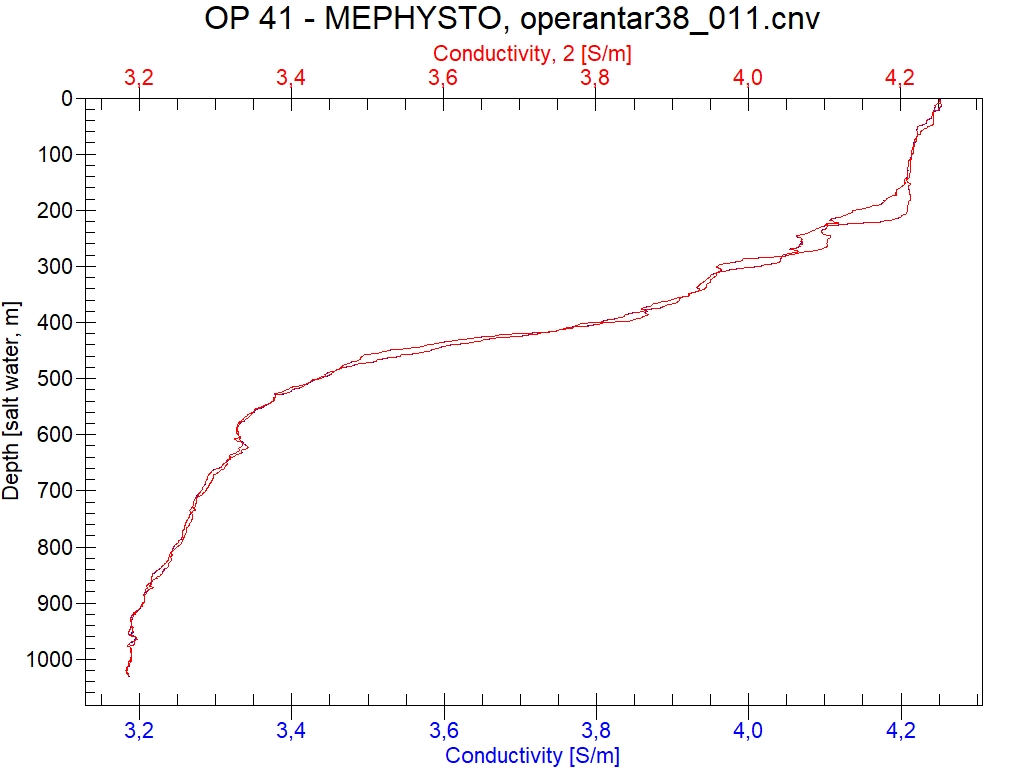 OP 41 - MEPHYSTO, operantar38_011.cnv
Conductivity, 2 [S/m]
3,2 3,4 3,6 3,8 4,0 4,2
0
100
200
300
400
500
600
700
800
900
1000
Depth [salt water, m]
3,2 3,4 3,6 3,8 4,0 4,2
Conductivity [S/m]